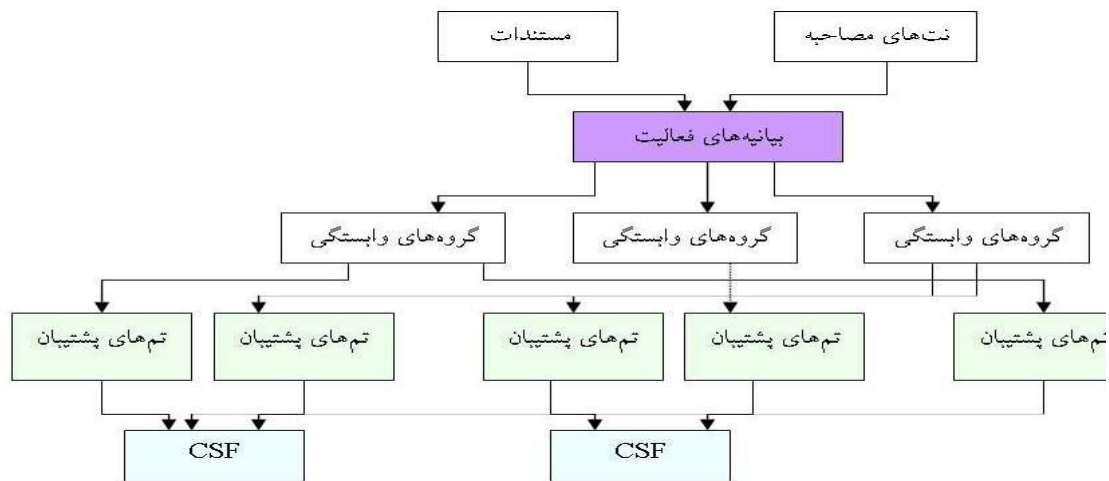 نت‌های مصاحبه
مستندات
بیانیه‌های فعالیت
گروه‌های وابستگی
گروه‌های وابستگی
گروه‌های وابستگی
تم‌های پشتیبان
تم‌های پشتیبان
تم‌های پشتیبان
تم‌های پشتیبان
تم‌های پشتیبان
CSF
CSF